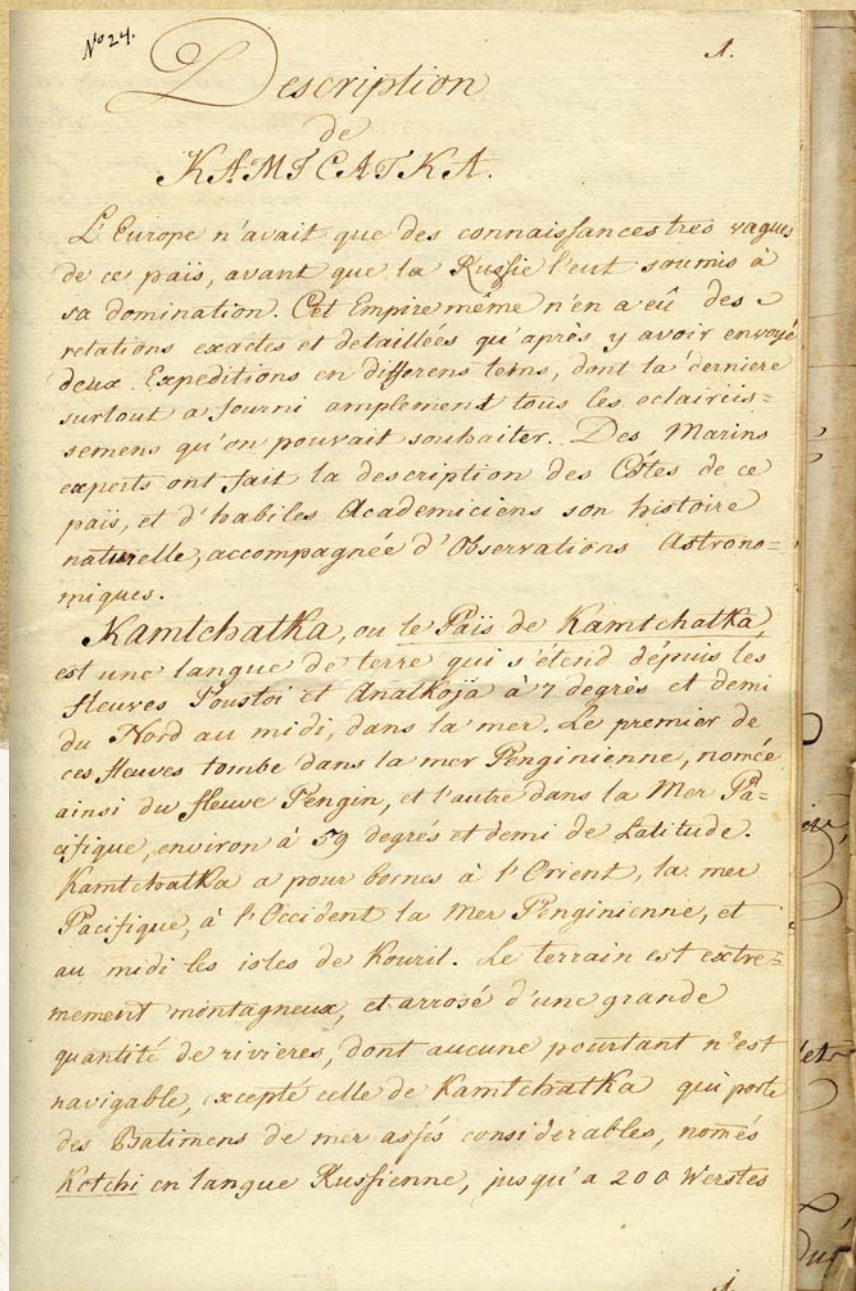 No 24.
1.
Description
de
KAMTCATKA.
L'Europe n'avait que des connaissances tres vagues
de ce païs, avant que la Russie l'eut soumis à
sa domination. Cet Empire même n'en a eû des
relations exactes et detaillées qu'après y avoir envoyé
deux Expeditions en differens tems, dont la derniere
surtout a fourni amplement tous les eclaircis=
semens qu'on pouvait souhaiter. Des Marins
experts ont fait la description des Côtes de ce
païs, et d'habiles Academiciens son histoire
naturelle, accompagnée d'Observations Astrono=
miques.
Kamtchatka, ou le Païs de Kamtchatka,
est une langue de terre qui s'étend dépuis les
fleuves Poustoi et Analkoja à 7 degrès et demi
du Nord au midi, dans la mer. Le premier de
ces fleuves tombe dans la mer Penginienne, nomée
ainsi du fleuve Pengin, et l'autre dans la Mer Pa=
cifique, environ à 59 degrés et demi de Latitude.
Kamtchatka a pour bornes à l'Orient, la mer
Pacifique, à l'Occident la Mer Penginienne, et
au midi les isles de Kouril. Le terrain est extre=
mement montagneux, et arrosé d'une grande
quantité de rivieres, dont aucune pourtant n'est
navigable, excepté celle de Kamtchatka qui porte
des Batimens de mer assés considerables, només
Kotchi en langue Russienne, jusqu'a 200 Werstes